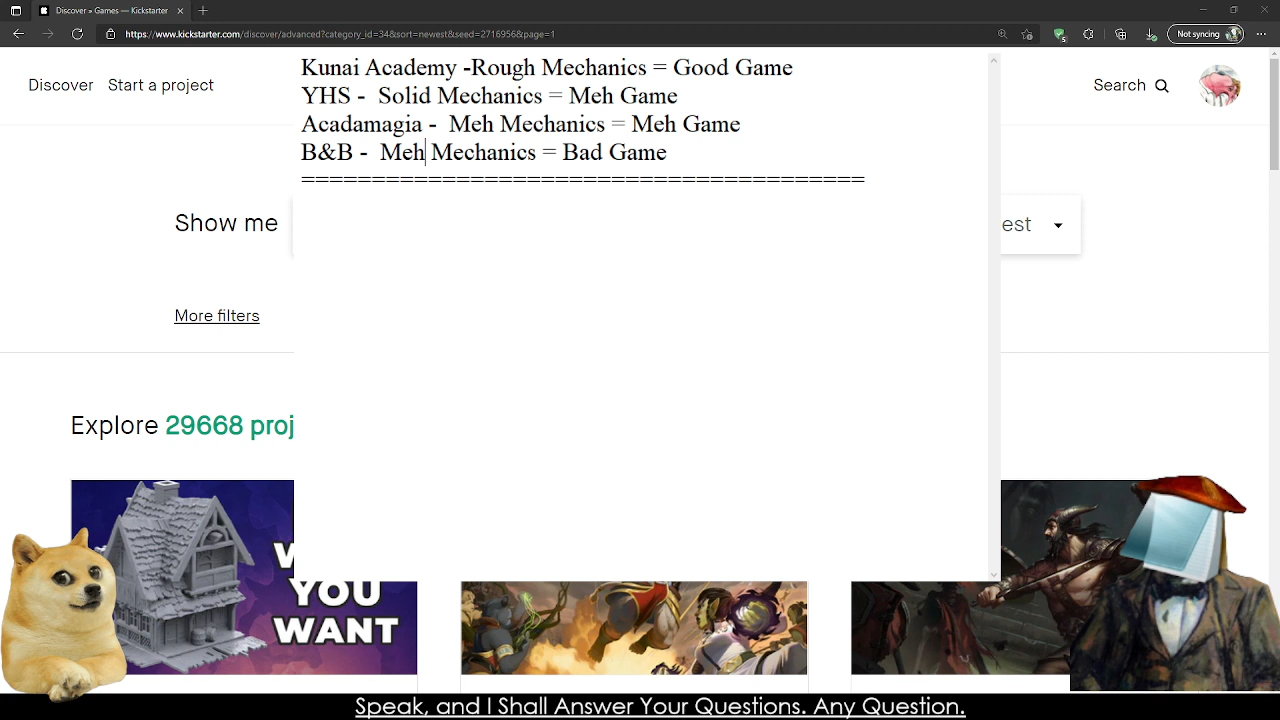 Discover » Games — Kickstarter
https://www.kickstarter.com/discover/advanced?category_id=34&sort=newest&seed=2716956&page=1
Not syncing
Discover Start a project
Search
Kunai Academy -Rough Mechanics = Good Game
YHS - Solid Mechanics = Meh Game
Acadamagia - Meh Mechanics = Meh Game
B&B - Meh Mechanics = Bad Game
========================================
Show me
est
More filters
Explore 29668 proj
W
YOU
WANT
Speak, and I Shall Answer Your Questions. Any Question.